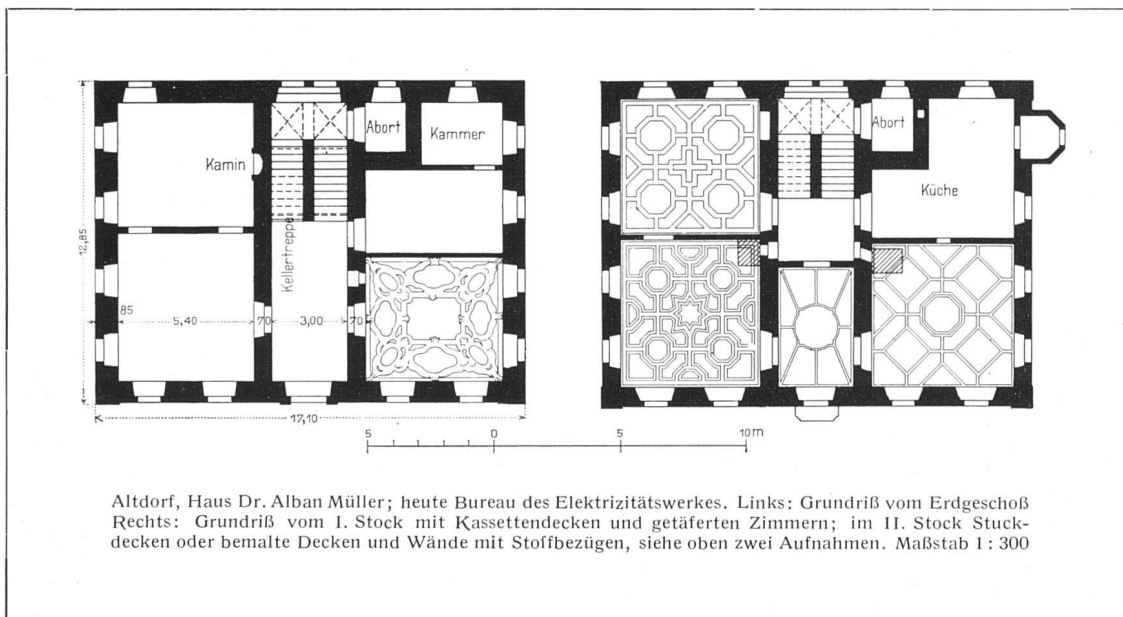 Abort
Kammer
Kamin
Kellertreppe
12,85
85
5,40
70
3,00
70
17,10
Abort
Küche
5 0 5 10m
Altdorf, Haus Dr. Alban Müller; heute Bureau des Elektrizitätswerkes. Links: Grundriß vom Erdgeschoß
Rechts: Grundriß vom I. Stock mit Kassettendecken und getäferten Zimmern; im II. Stock Stuck-
decken oder bemalte Decken und Wände mit Stoffbezügen, siehe oben zwei Aufnahmen. Maßstab 1 : 300